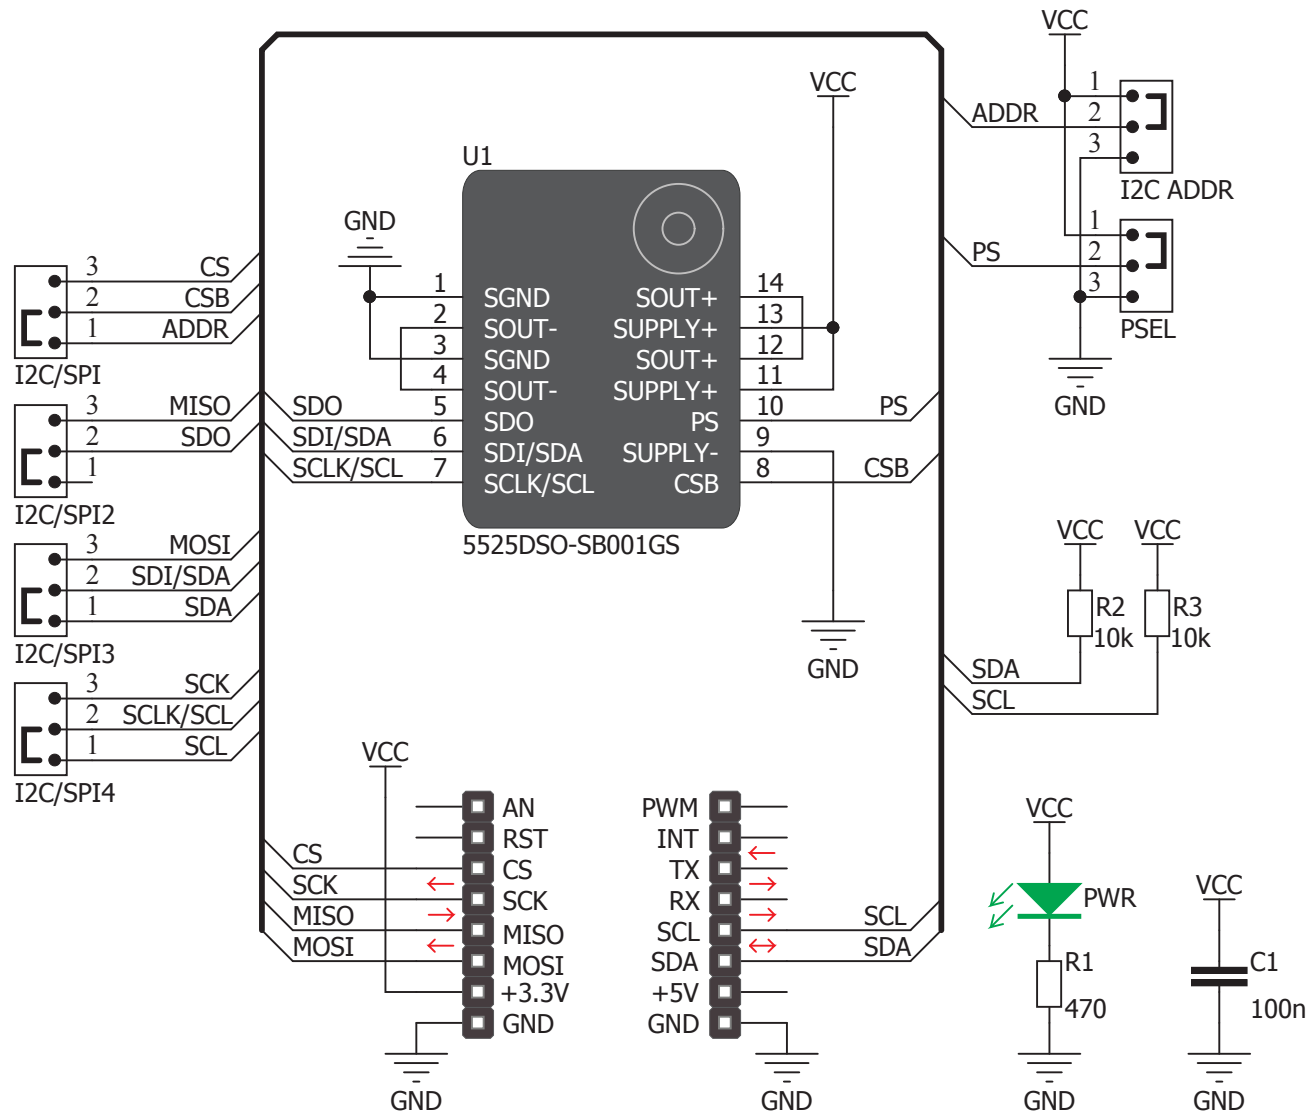 VCC
1
ADDR
2
3
I2C ADDR
1
PS
2
3
PSEL
GND
VCC
U1
GND
1 SGND SOUT+ 14
2 SOUT- SUPPLY+ 13
3 SGND SOUT+ 12
4 SOUT- SUPPLY+ 11
SDO 5 SDO PS 10 PS
SDI/SDA 6 SDI/SDA SUPPLY- 9
SCLK/SCL 7 SCLK/SCL CSB 8 CSB
5525DSO-SB001GS
GND
3 CS
2 CSB
1 ADDR
I2C/SPI
3 MISO
2 SDO
1
I2C/SPI2
3 MOSI
2 SDI/SDA
1 SDA
I2C/SPI3
3 SCK
2 SCLK/SCL
1 SCL
I2C/SPI4
VCC VCC
R2 R3
10k 10k
SDA
SCL
VCC
AN PWM
RST INT
CS CS TX
SCK SCK RX
MISO MISO SCL SCL
MOSI MOSI SDA SDA
+3.3V +5V
GND GND
GND GND
VCC
PWR
R1
470
GND
VCC
C1
100n
GND